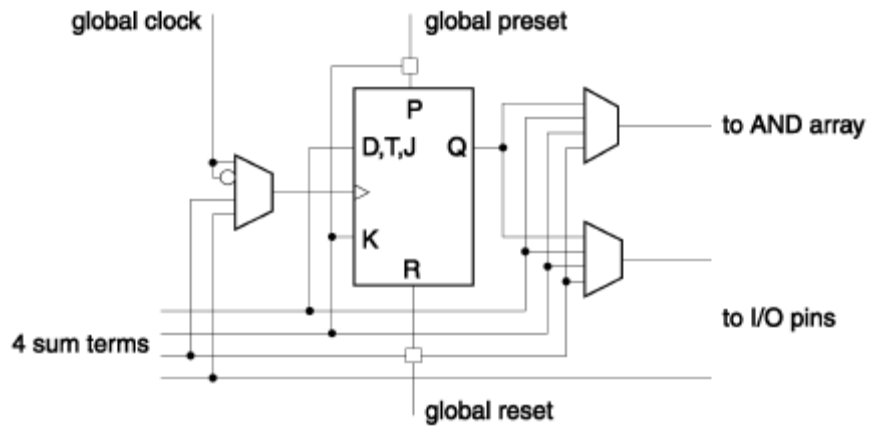 global clock
global preset
P
D,T,J
Q
to AND array
K
R
to I/O pins
4 sum terms
global reset